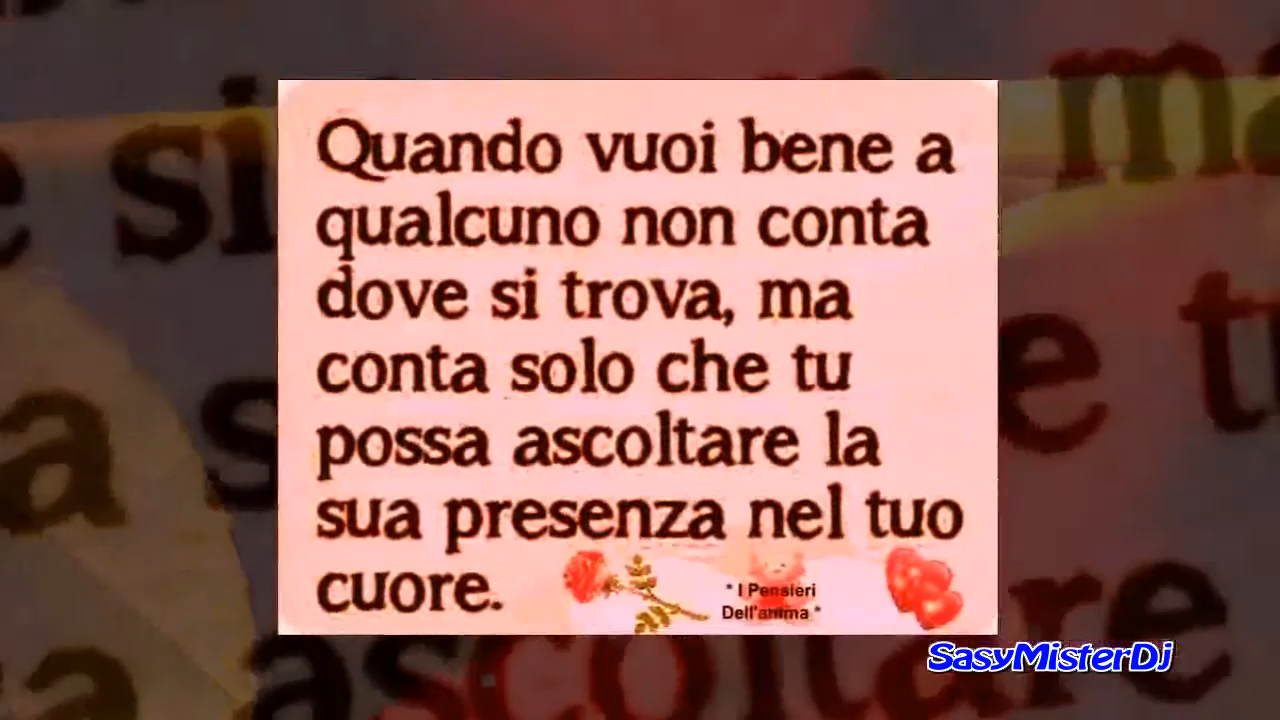 Quando vuoi bene a
qualcuno non conta
dove si trova, ma
conta solo che tu
possa ascoltare la
sua presenza nel tuo
cuore.
* I Pensieri
Dell'anima *
SasyMisterDj